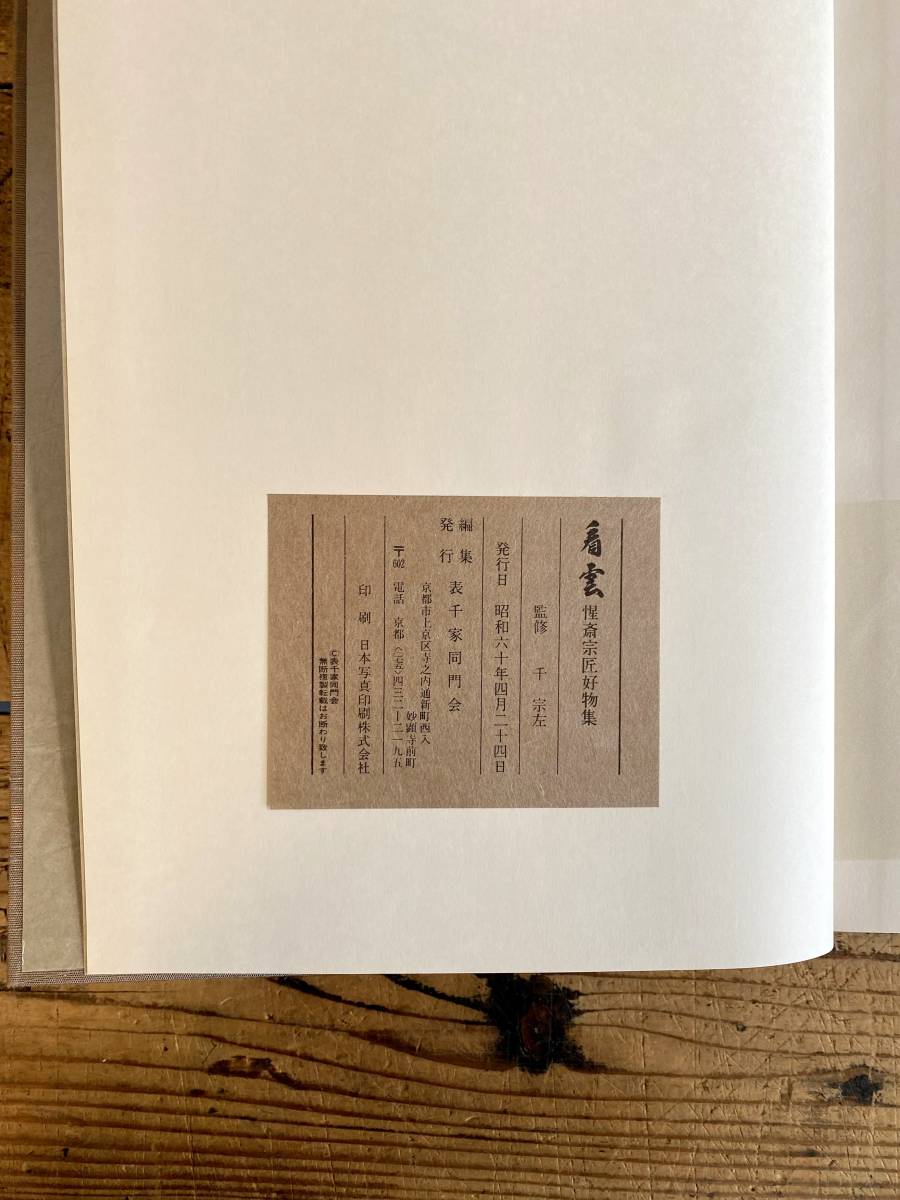 看雲 惺斎宗匠好物集
監修 千 宗左
発行日 昭和六十年四月二十四日
編集
発行 表千家同門会
京都市上京区寺之内通新町西入
妙顕寺前町
〒602 電話 京都 四三二ー二一九五
印刷 日本写真印刷株式会社
©表千家同門会
無断複製転載はお断わり致します